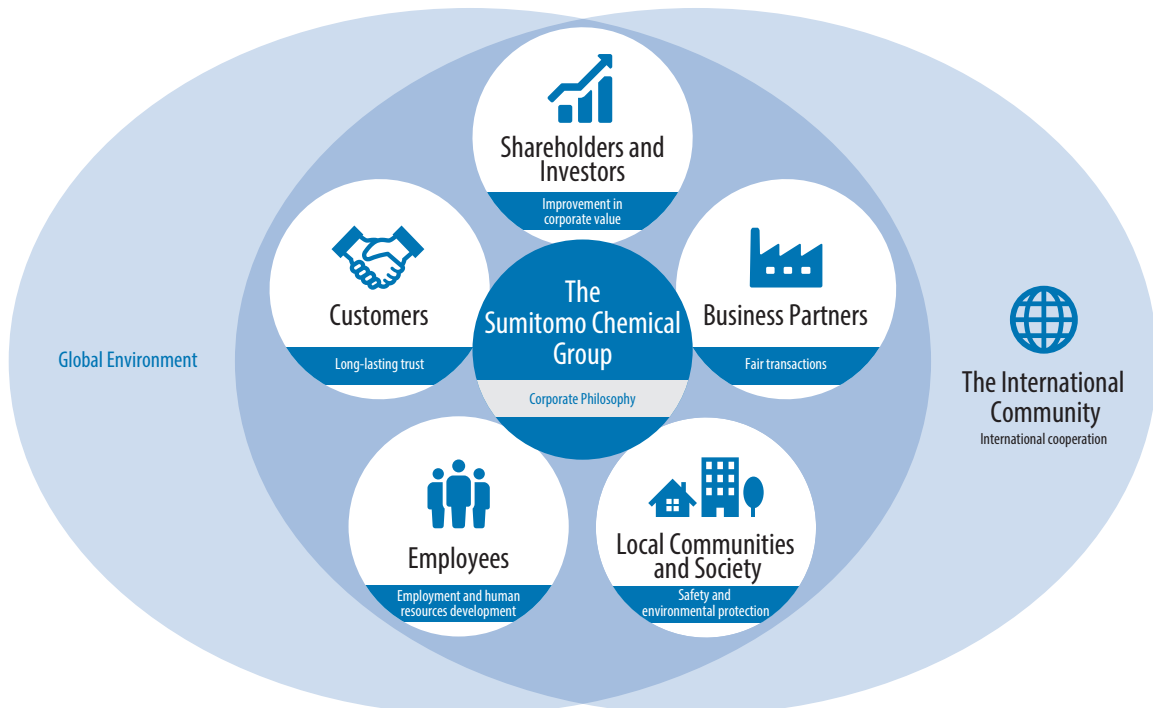 Shareholders and
Investors
Improvement in
corporate value
Customers
Long-lasting trust
The
Sumitomo Chemical
Group
Corporate Philosophy
Business Partners
Fair transactions
Global Environment
The International
Community
International cooperation
Employees
Employment and human
resources development
Local Communities
and Society
Safety and
environmental protection